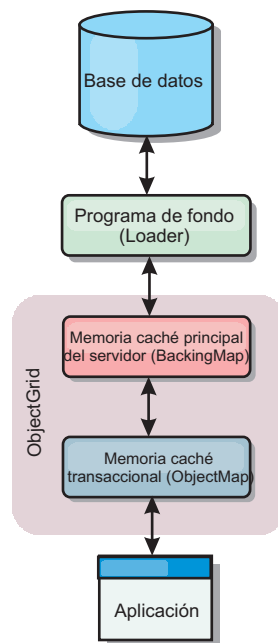 Base de datos
Programa de fondo
(Loader)
Memoria caché principal
del servidor (BackingMap)
ObjectGrid
Memoria caché
transaccional (ObjectMap)
Aplicación